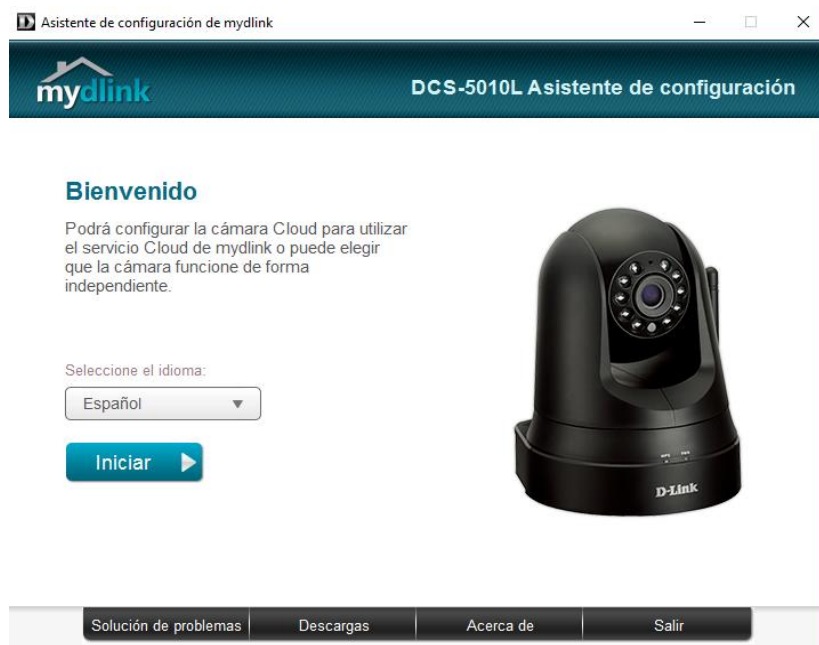 Asistente de configuración de mydlink
mydlink
DCS-5010L Asistente de configuración
Bienvenido
Podrá configurar la cámara Cloud para utilizar
el servicio Cloud de mydlink o puede elegir
que la cámara funcione de forma
independiente.
Seleccione el idioma:
Español
Iniciar
D-Link
Solución de problemas
Descargas
Acerca de
Salir